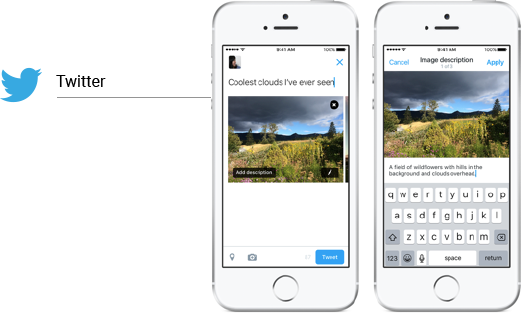 Twitter
9:41 AM
100%
Coolest clouds I've ever seen
Add description
Tweet
9:41 AM
100%
Cancel
Image description
1 of 3
Apply
A field of wildflowers with hills in the
background and clouds overhead.
q w e r t y u i o p
a s d f g h j k l
z x c v b n m
123
space
return